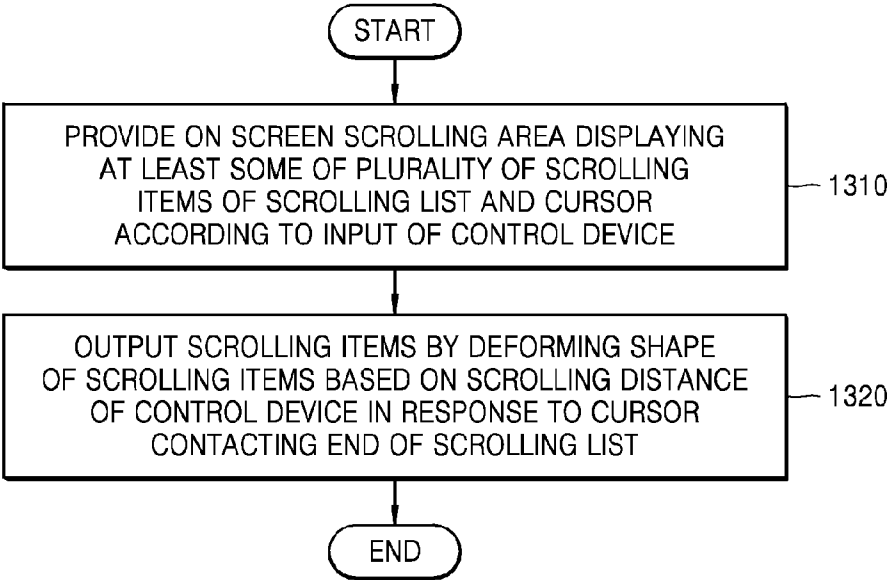 START
PROVIDE ON SCREEN SCROLLING AREA DISPLAYING
AT LEAST SOME OF PLURALITY OF SCROLLING
ITEMS OF SCROLLING LIST AND CURSOR
ACCORDING TO INPUT OF CONTROL DEVICE
1310
OUTPUT SCROLLING ITEMS BY DEFORMING SHAPE
OF SCROLLING ITEMS BASED ON SCROLLING DISTANCE
OF CONTROL DEVICE IN RESPONSE TO CURSOR
CONTACTING END OF SCROLLING LIST
1320
END